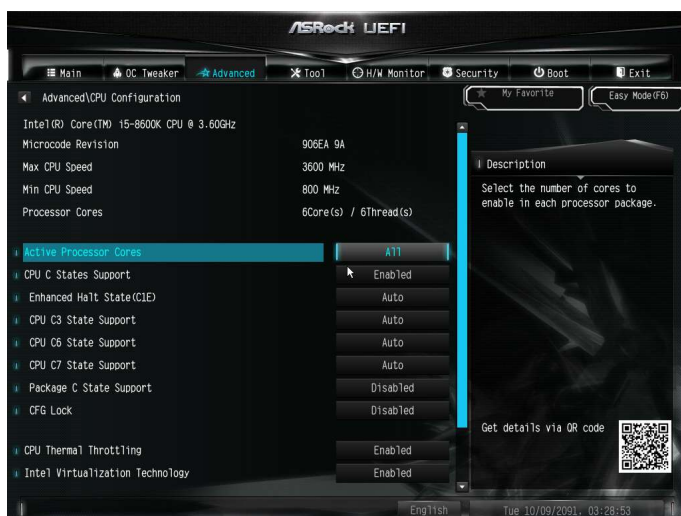 ASRock UEFI
Main OC Tweaker Advanced Tool H/W Monitor Security Boot Exit
Advanced\CPU Configuration
My Favorite Easy Mode(F6)
Intel(R) Core(TM) i5-8600K CPU @ 3.60GHz
Microcode Revision 906EA 9A
Max CPU Speed 3600 MHz
Min CPU Speed 800 MHz
Processor Cores 6Core(s) / 6Thread(s)
Active Processor Cores All
CPU C States Support Enabled
Enhanced Halt State(C1E) Auto
CPU C3 State Support Auto
CPU C6 State Support Auto
CPU C7 State Support Auto
Package C State Support Disabled
CFG Lock Disabled
CPU Thermal Throttling Enabled
Intel Virtualization Technology Enabled
Description
Select the number of cores to
enable in each processor package.
Get details via QR code
English Tue 10/09/2091. 03:28:53